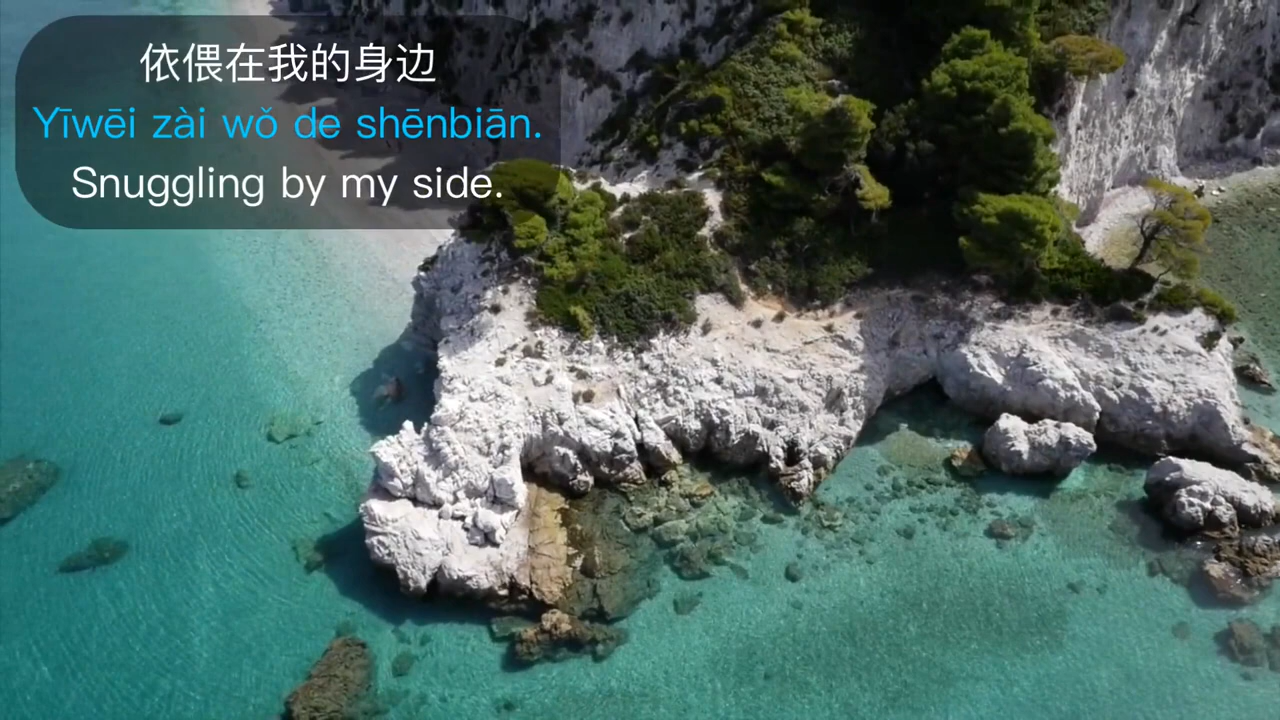 依偎在我的身边
Yīwēi zài wǒ de shēnbiān.
Snuggling by my side.